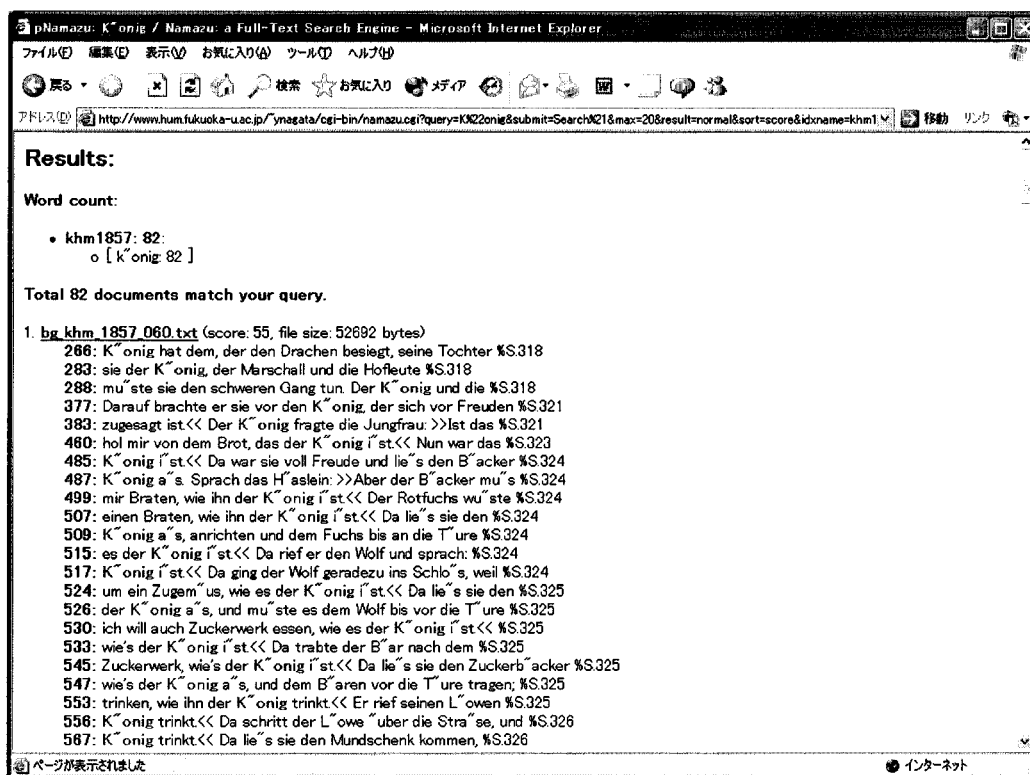 pNamazu: K"onig / Namazu: a Full-Text Search Engine - Microsoft Internet Explorer
ファイル(F) 編集(E) 表示(V) お気に入り(A) ツール(T) ヘルプ(H)
戻る 検索 お気に入り メディア
アドレス(D) http://www.hum.fukuoka-u.ac.jp/~ynagata/cgi-bin/namazu.cgi?query=K%22onig&submit=Search%21&max=20&result=normal&sort=score&idxname=khm1 移動 リンク
Results:
Word count:
• khm1857: 82:
o [ k"onig: 82 ]
Total 82 documents match your query.
1. bg_khm_1857_060.txt (score: 55, file size: 52692 bytes)
266: K"onig hat dem, der den Drachen besiegt, seine Tochter %S.318
283: sie der K"onig, der Marschall und die Hofleute %S.318
288: mu"ste sie den schweren Gang tun. Der K"onig und die %S.318
377: Darauf brachte er sie vor den K"onig, der sich vor Freuden %S.321
383: zugesagt ist.<< Der K"onig fragte die Jungfrau: >>Ist das %S.321
460: hol mir von dem Brot, das der K"onig i"st.<< Nun war das %S.323
485: K"onig i"st.<< Da war sie voll Freude und lie"s den B"acker %S.324
487: K"onig a"s. Sprach das H"aslein: >>Aber der B"acker mu"s %S.324
499: mir Braten, wie ihn der K"onig i"st.<< Der Rotfuchs wu"ste %S.324
507: einen Braten, wie ihn der K"onig i"st.<< Da lie"s sie den %S.324
509: K"onig a"s, anrichten und dem Fuchs bis an die T"ure %S.324
515: es der K"onig i"st.<< Da rief er den Wolf und sprach: %S.324
517: K"onig i"st.<< Da ging der Wolf geradezu ins Schlo"s, weil %S.324
524: um ein Zugem"us, wie es der K"onig i"st.<< Da lie"s sie den %S.325
526: der K"onig a"s, und mu"ste es dem Wolf bis vor die T"ure %S.325
530: ich will auch Zuckerwerk essen, wie es der K"onig i"st.<< %S.325
533: wie's der K"onig i"st.<< Da trabte der B"ar nach dem %S.325
545: Zuckerwerk, wie's der K"onig i"st.<< Da lie"s sie den Zuckerb"acker %S.325
547: wie's der K"onig a"s, und dem B"aren vor die T"ure tragen; %S.325
553: trinken, wie ihn der K"onig trinkt.<< Er rief seinen L"owen %S.325
556: K"onig trinkt.<< Da schritt der L"owe "uber die Stra"se, und %S.326
567: K"onig trinkt.<< Da lie"s sie den Mundschenk kommen, %S.326
ページが表示されました インターネット